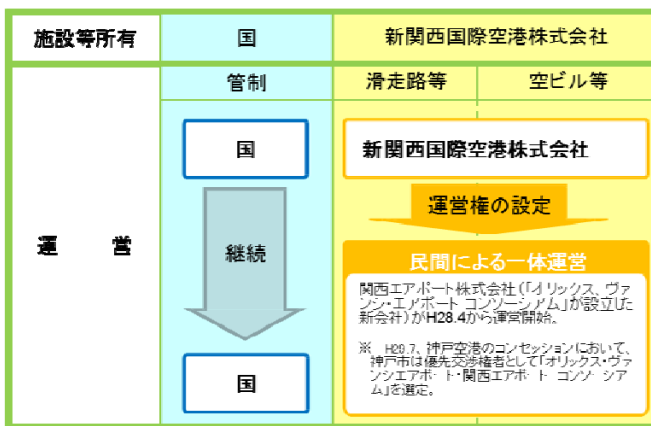 施設等所有 国 新関西国際空港株式会社
管制 滑走路等 空ビル等
国 新関西国際空港株式会社
運営権の設定
運 営 継続
民間による一体運営
関西エアポート株式会社(「オリックス、ヴァ
ンシ・エアポート コンソーシアム」が設立した
新会社)がH28.4から運営開始。
※ H28.7、神戸空港のコンセッションにおいて、
神戸市は優先交渉権者として「オリックス・ヴァ
ンシエアポート・関西エアポート コンソーシア
ム」を選定。
国